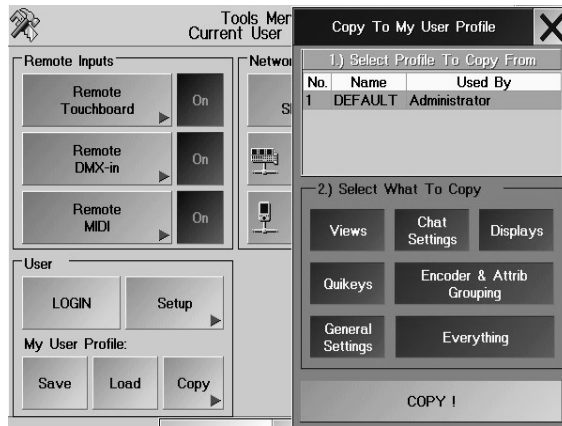 Tools Mer
Current User
Remote Inputs
Remote
Touchboard
On
Remote
DMX-in
On
Remote
MIDI
On
Networ
User
LOGIN
Setup
My User Profile:
Save
Load
Copy
Copy To My User Profile
1.) Select Profile To Copy From
No. Name Used By
1 DEFAULT Administrator
2.) Select What To Copy
Views
Chat
Settings
Displays
Quikeys
Encoder & Attrib
Grouping
General
Settings
Everything
COPY !